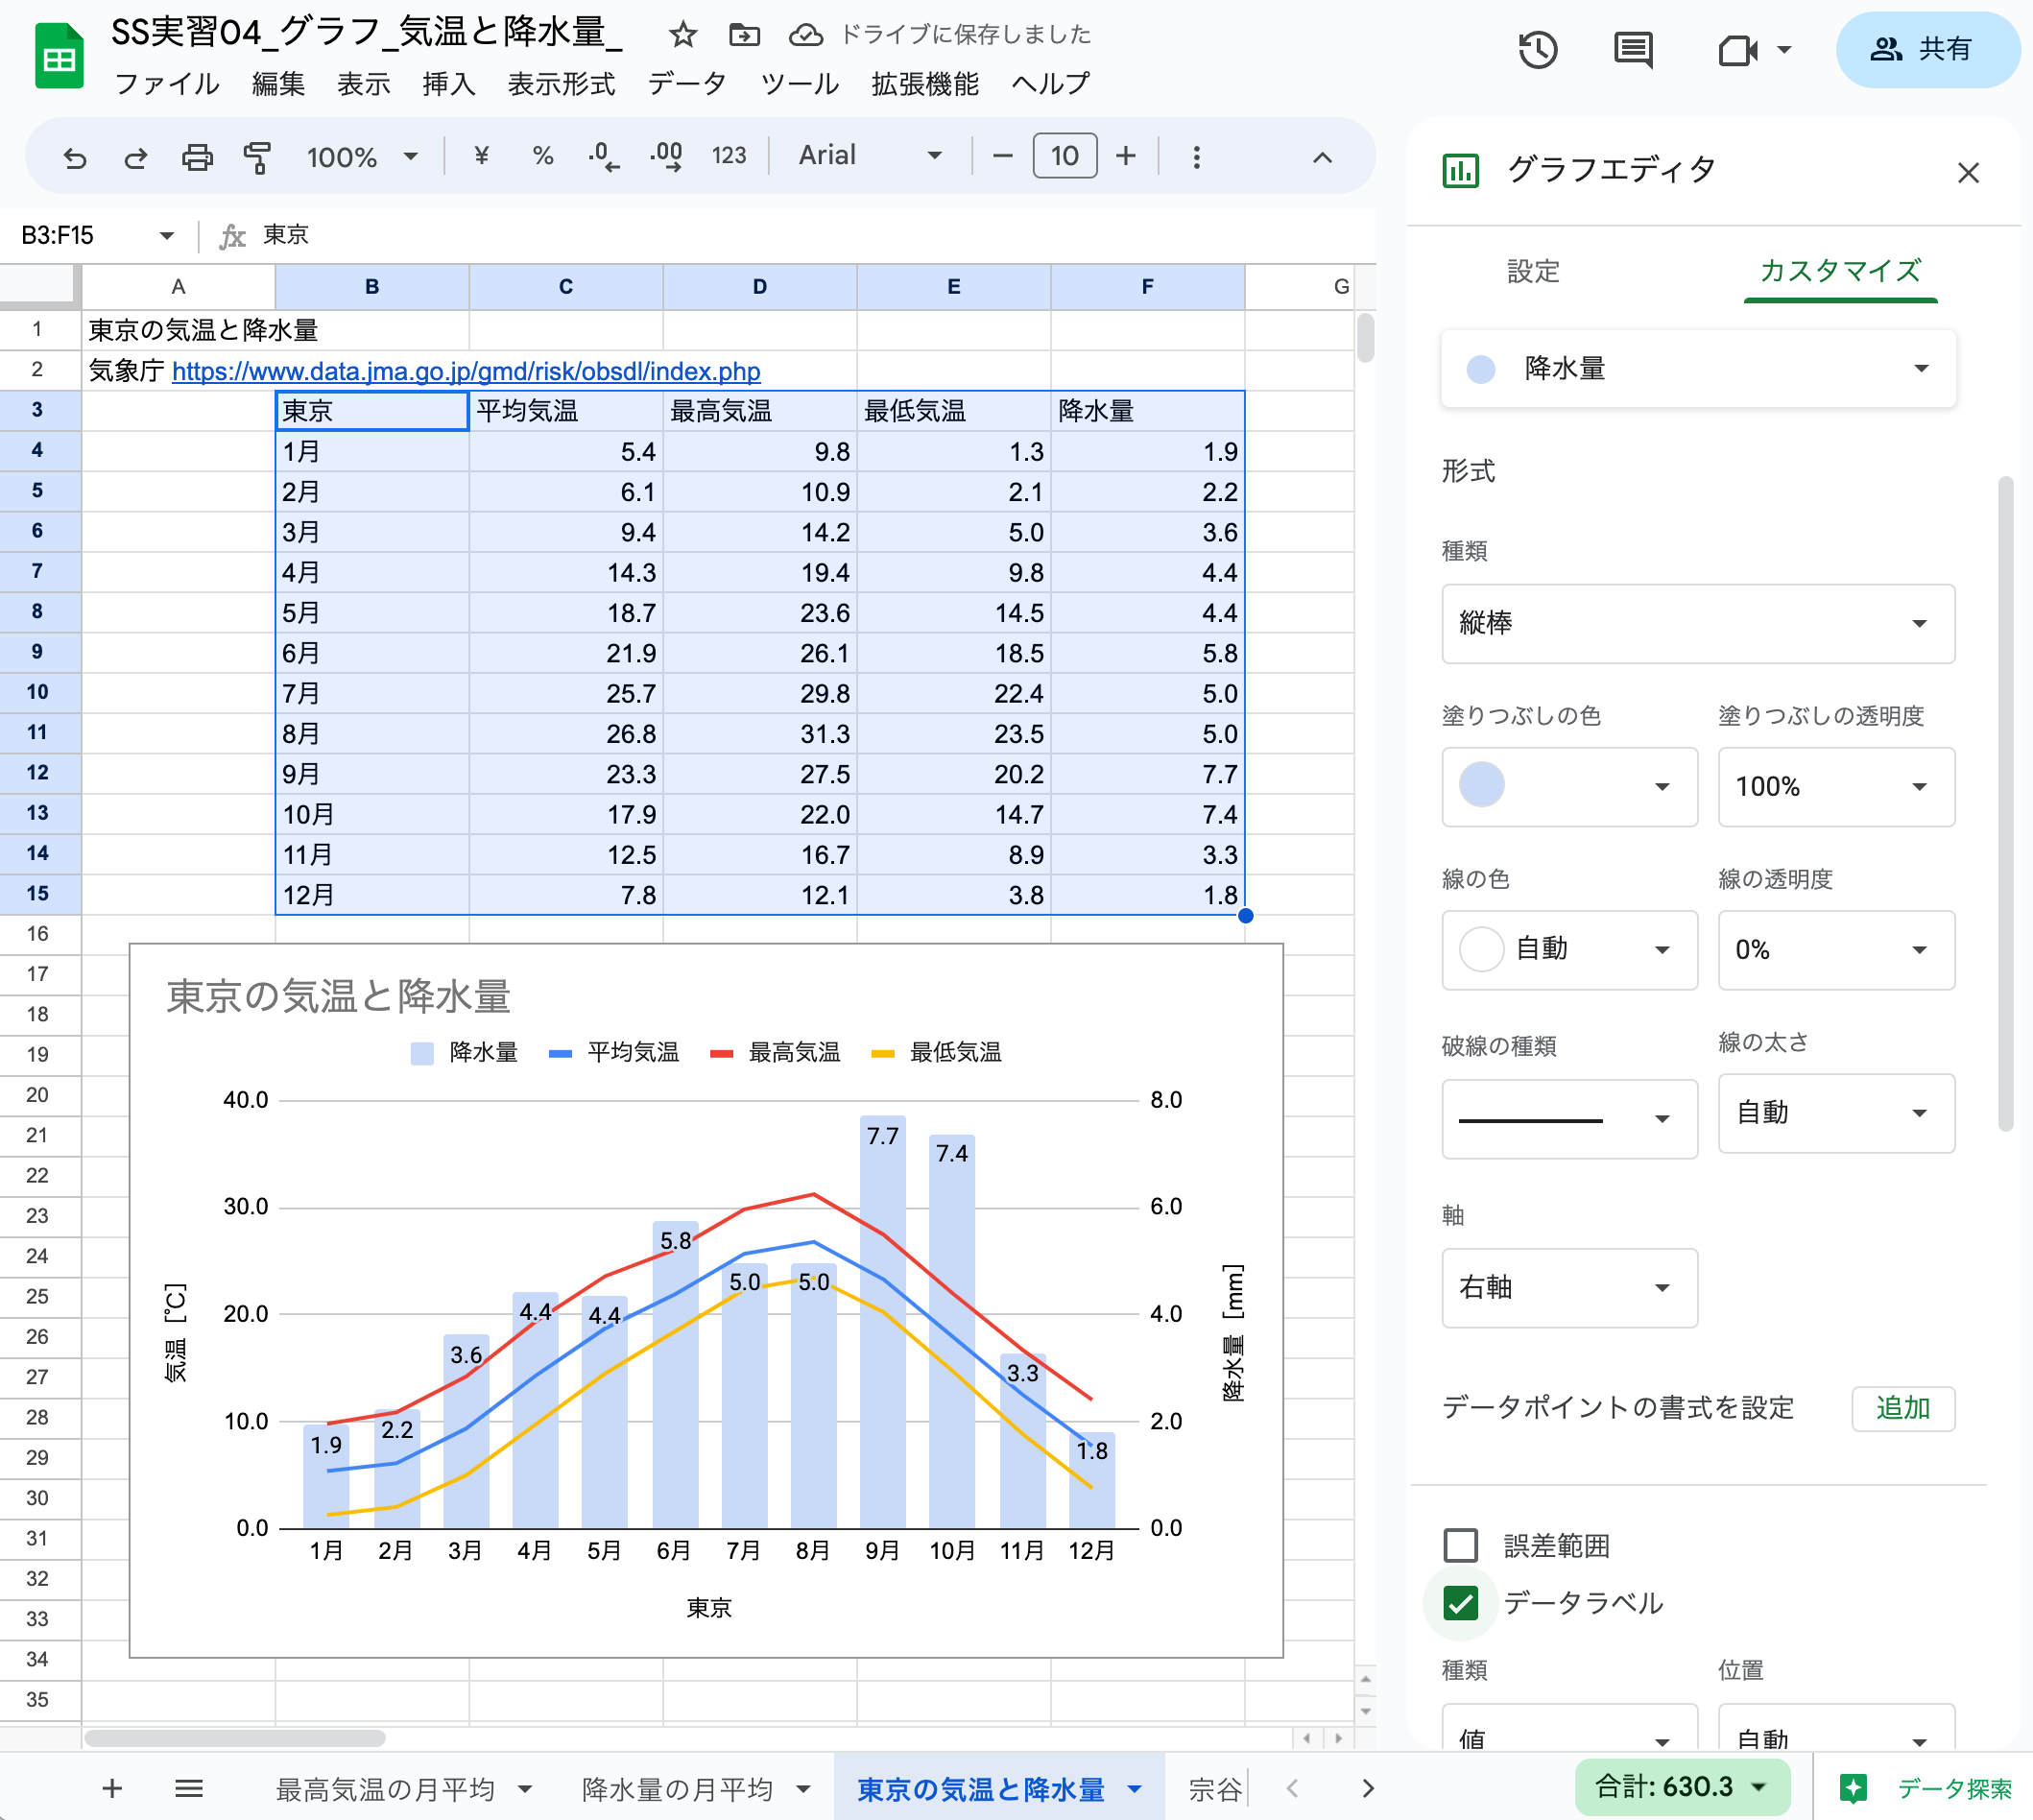 SS実習04_グラフ_気温と降水量_ ドライブに保存しました
ファイル 編集 表示 挿入 表示形式 データ ツール 拡張機能 ヘルプ
共有
100% ¥ % .0 .00 123 Arial 10
B3:F15 fx 東京
A B C D E F G
1 東京の気温と降水量
2 気象庁 https://www.data.jma.go.jp/gmd/risk/obsdl/index.php
3 東京 平均気温 最高気温 最低気温 降水量
4 1月 5.4 9.8 1.3 1.9
5 2月 6.1 10.9 2.1 2.2
6 3月 9.4 14.2 5.0 3.6
7 4月 14.3 19.4 9.8 4.4
8 5月 18.7 23.6 14.5 4.4
9 6月 21.9 26.1 18.5 5.8
10 7月 25.7 29.8 22.4 5.0
11 8月 26.8 31.3 23.5 5.0
12 9月 23.3 27.5 20.2 7.7
13 10月 17.9 22.0 14.7 7.4
14 11月 12.5 16.7 8.9 3.3
15 12月 7.8 12.1 3.8 1.8
16
17
18
19
20
21
22
23
24
25
26
27
28
29
30
31
32
33
34
35
東京の気温と降水量
降水量 平均気温 最高気温 最低気温
40.0
30.0
20.0
10.0
0.0
気温 [℃]
8.0
6.0
4.0
2.0
0.0
降水量 [mm]
1.9 2.2 3.6 4.4 4.4 5.8 5.0 5.0 7.7 7.4 3.3 1.8
1月 2月 3月 4月 5月 6月 7月 8月 9月 10月 11月 12月
東京
グラフエディタ
設定 カスタマイズ
降水量
形式
種類
縦棒
塗りつぶしの色 塗りつぶしの透明度
100%
線の色 線の透明度
自動 0%
破線の種類 線の太さ
自動
軸
右軸
データポイントの書式を設定 追加
誤差範囲
データラベル
種類 位置
値 自動
最高気温の月平均 降水量の月平均 東京の気温と降水量 宗谷
合計: 630.3 データ探索